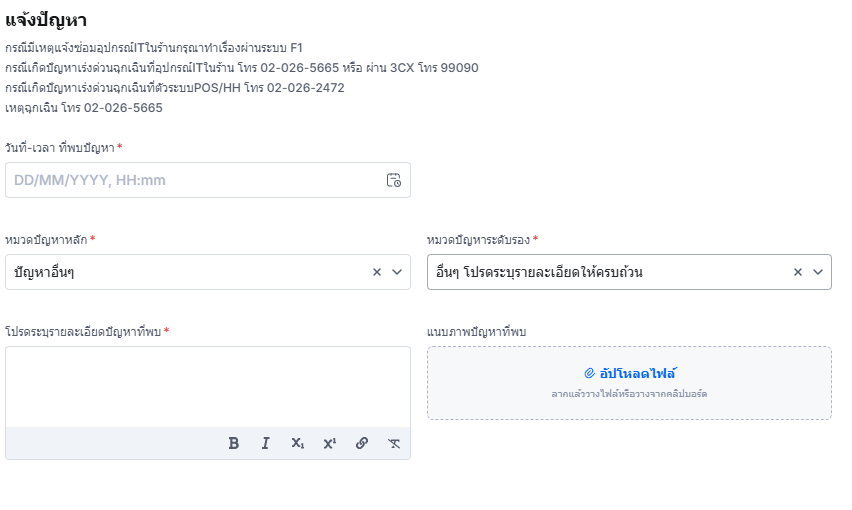 แจ้งปัญหา
กรณีมีเหตุแจ้งซ่อมอุปกรณ์ITในร้านกรุณาทำเรื่องผ่านระบบ F1
กรณีเกิดปัญหาเร่งด่วนฉุกเฉินที่อุปกรณ์ITในร้าน โทร 02-026-5665 หรือ ผ่าน 3CX โทร 99090
กรณีเกิดปัญหาเร่งด่วนฉุกเฉินที่ตัวระบบPOS/HH โทร 02-026-2472
เหตุฉุกเฉิน โทร 02-026-5665
วันที่-เวลา ที่พบปัญหา *
DD/MM/YYYY, HH:mm
หมวดปัญหาหลัก *
หมวดปัญหาระดับรอง *
ปัญหาอื่นๆ
อื่นๆ โปรดระบุรายละเอียดให้ครบถ้วน
โปรดระบุรายละเอียดปัญหาที่พบ *
แนบภาพปัญหาที่พบ
อัปโหลดไฟล์
ลากแล้ววางไฟล์หรือวางจากคลิปบอร์ด
B I X₁ X¹